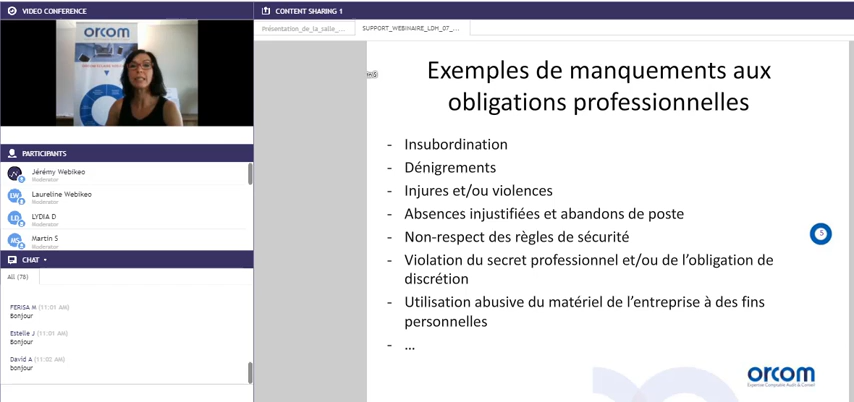 VIDEO CONFERENCE
orcom
PARTICIPANTS
Jérémy Webikeo
Moderator
LW
Laureline Webikeo
Moderator
LD
LYDIA D
Moderator
MS
Martin S
Moderator
CHAT
All (78)
FERISA M (11:01 AM)
Bonjour
Estelle J (11:01 AM)
Bonjour
David A (11:02 AM)
bonjour
CONTENT SHARING 1
Présentation_de_la_salle_...
SUPPORT_WEBINAIRE_LDH_07_...
Exemples de manquements aux
obligations professionnelles
- Insubordination
- Dénigrements
- Injures et/ou violences
- Absences injustifiées et abandons de poste
- Non-respect des règles de sécurité
- Violation du secret professionnel et/ou de l'obligation de
discrétion
- Utilisation abusive du matériel de l'entreprise à des fins
personnelles
- ...
5
orcom
Expertise Comptable Audit & Conseil